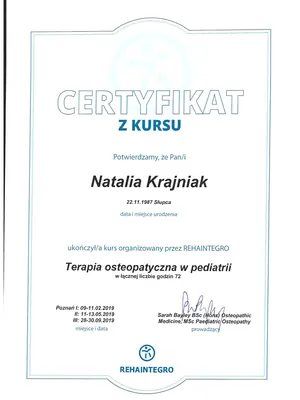 CERTYFIKAT
Z KURSU
Potwierdzamy, że Pan/i
Natalia Krajniak
22.11.1987 Słupca
data i miejsce urodzenia
ukończył/a kurs organizowany przez REHAINTEGRO
Terapia osteopatyczna w pediatrii
w łącznej liczbie godzin 72
Poznań I: 09-11.02.2019
II: 11-13.05.2019
III: 28-30.09.2019
miejsce i data
Sarah Bayley BSc (Hons) Osteopathic
Medicine, MSc Paediatric Osteopathy
prowadzący
REHAINTEGRO